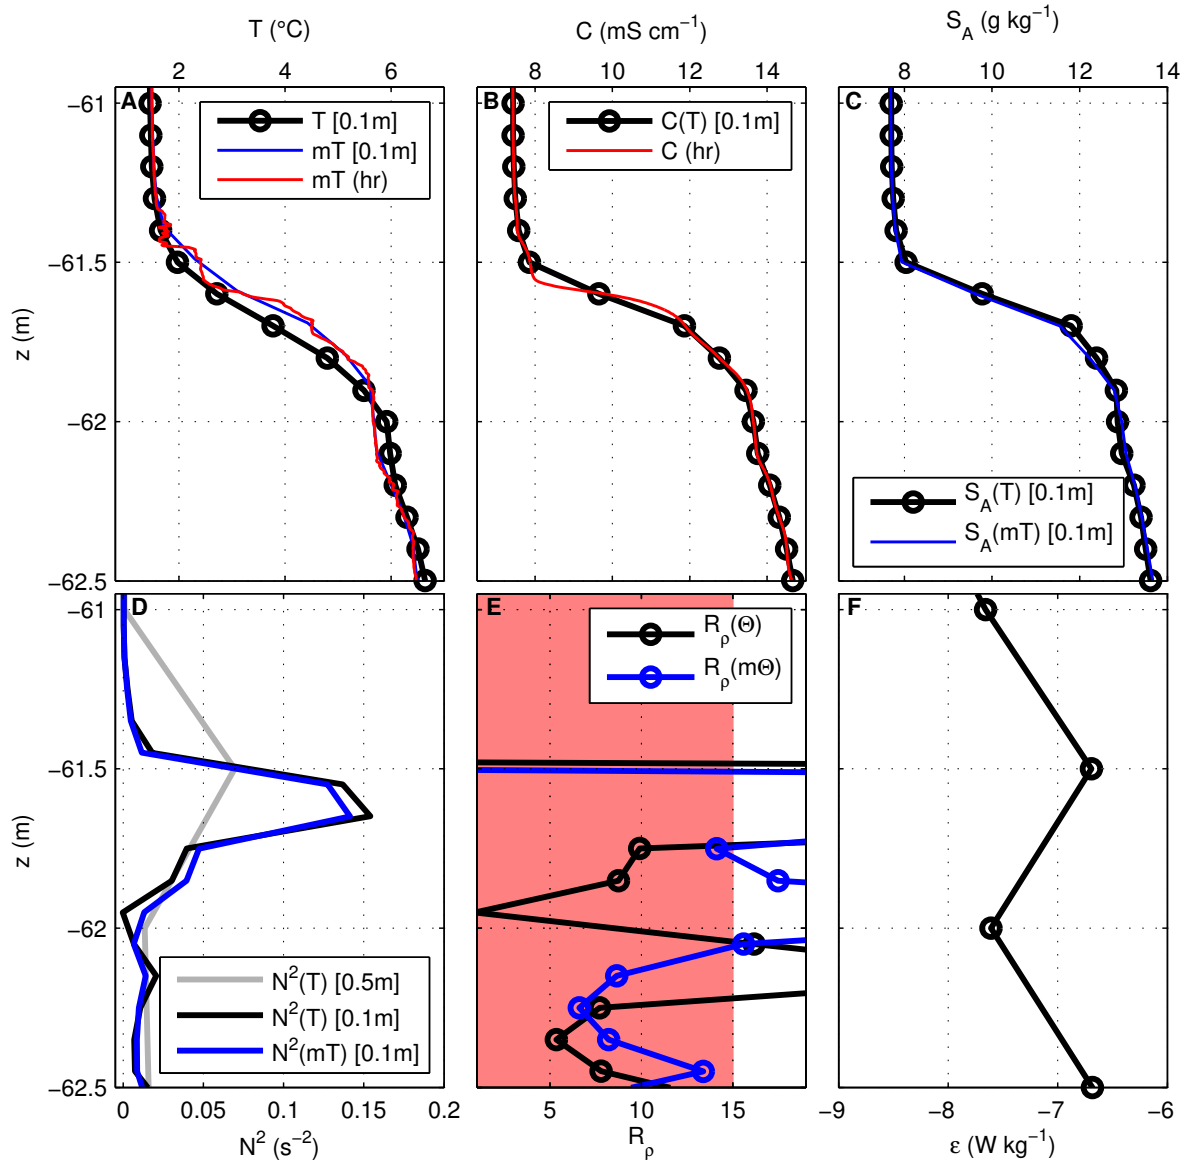 T (°C)
C (mS cm⁻¹)
S_A (g kg⁻¹)
2 4 6
8 10 12 14
8 10 12 14
A
B
C
T [0.1m]
mT [0.1m]
mT (hr)
C(T) [0.1m]
C (hr)
S_A(T) [0.1m]
S_A(mT) [0.1m]
−61
−61.5
−62
−62.5
z (m)
D
E
F
N²(T) [0.5m]
N²(T) [0.1m]
N²(mT) [0.1m]
R_ρ(Θ)
R_ρ(mΘ)
−61
−61.5
−62
−62.5
z (m)
0 0.05 0.1 0.15 0.2
5 10 15
−9 −8 −7 −6
N² (s⁻²)
R_ρ
ε (W kg⁻¹)